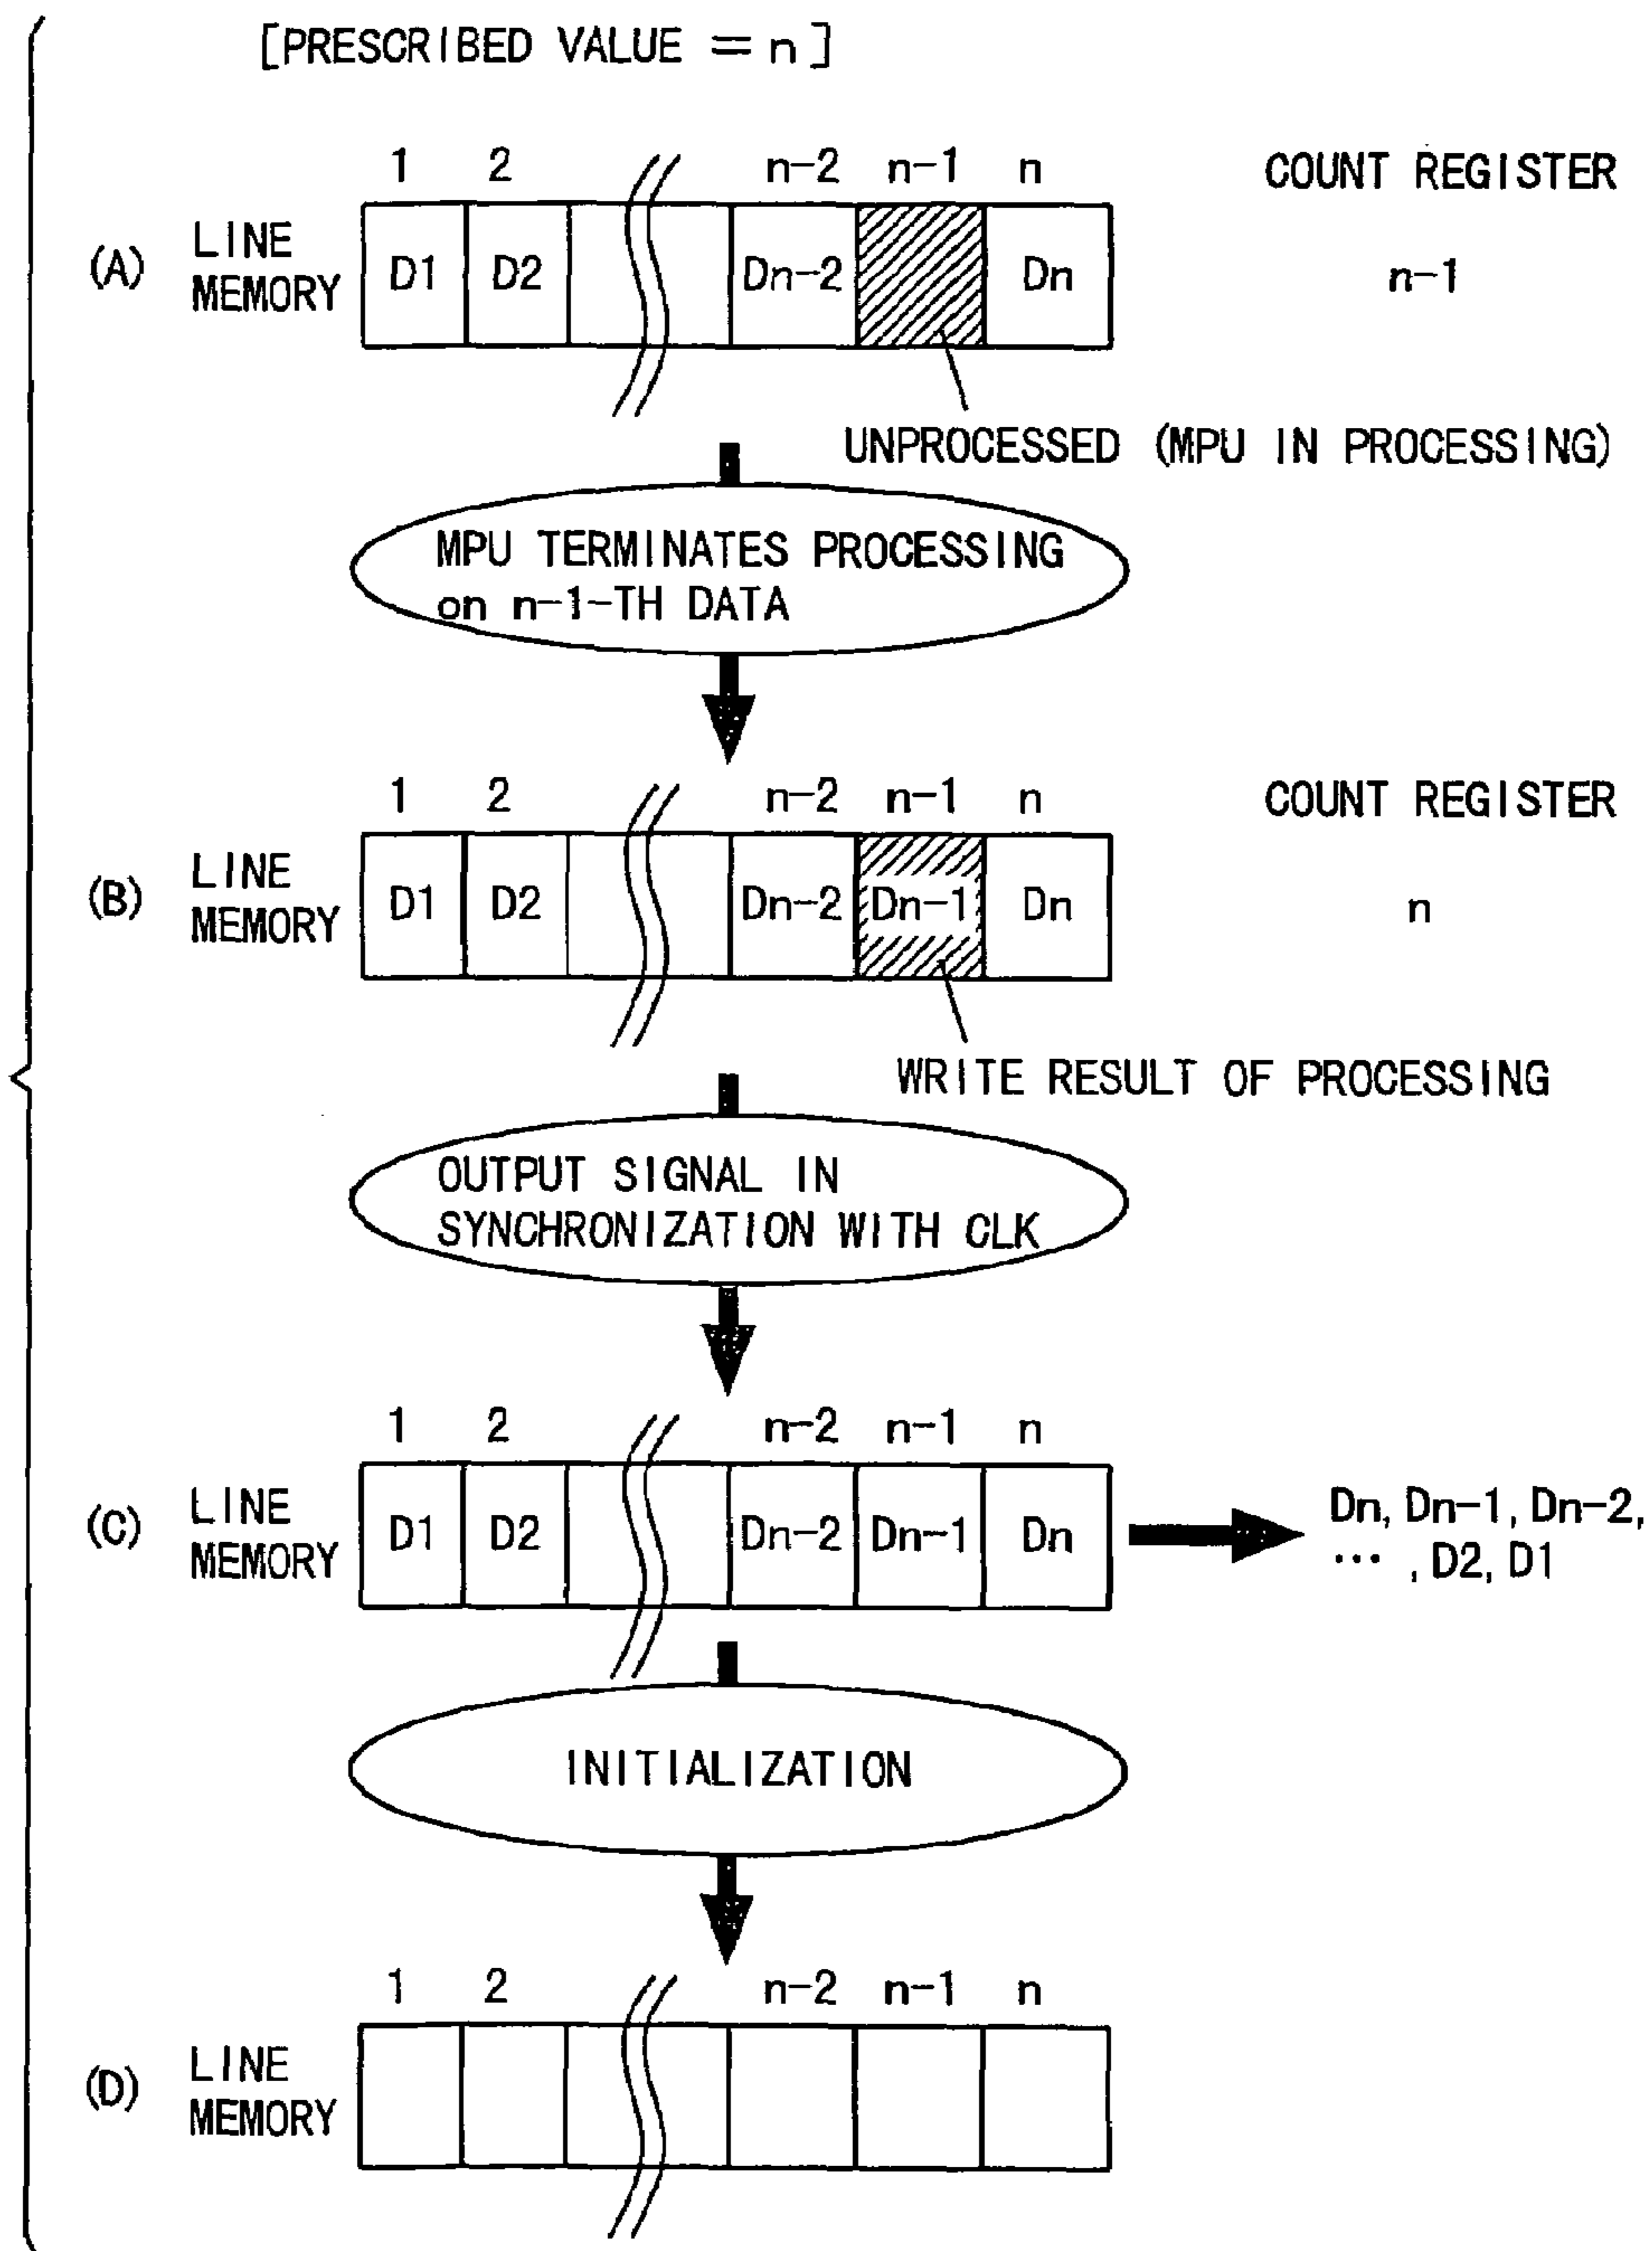 [PRESCRIBED VALUE = n]
1 2 n-2 n-1 n COUNT REGISTER
(A) LINE MEMORY D1 D2 Dn-2 Dn n-1
UNPROCESSED (MPU IN PROCESSING)
MPU TERMINATES PROCESSING
on n-1-TH DATA
1 2 n-2 n-1 n COUNT REGISTER
(B) LINE MEMORY D1 D2 Dn-2 Dn-1 Dn n
WRITE RESULT OF PROCESSING
OUTPUT SIGNAL IN
SYNCHRONIZATION WITH CLK
1 2 n-2 n-1 n
(C) LINE MEMORY D1 D2 Dn-2 Dn-1 Dn Dn, Dn-1, Dn-2,
… , D2, D1
INITIALIZATION
1 2 n-2 n-1 n
(D) LINE MEMORY